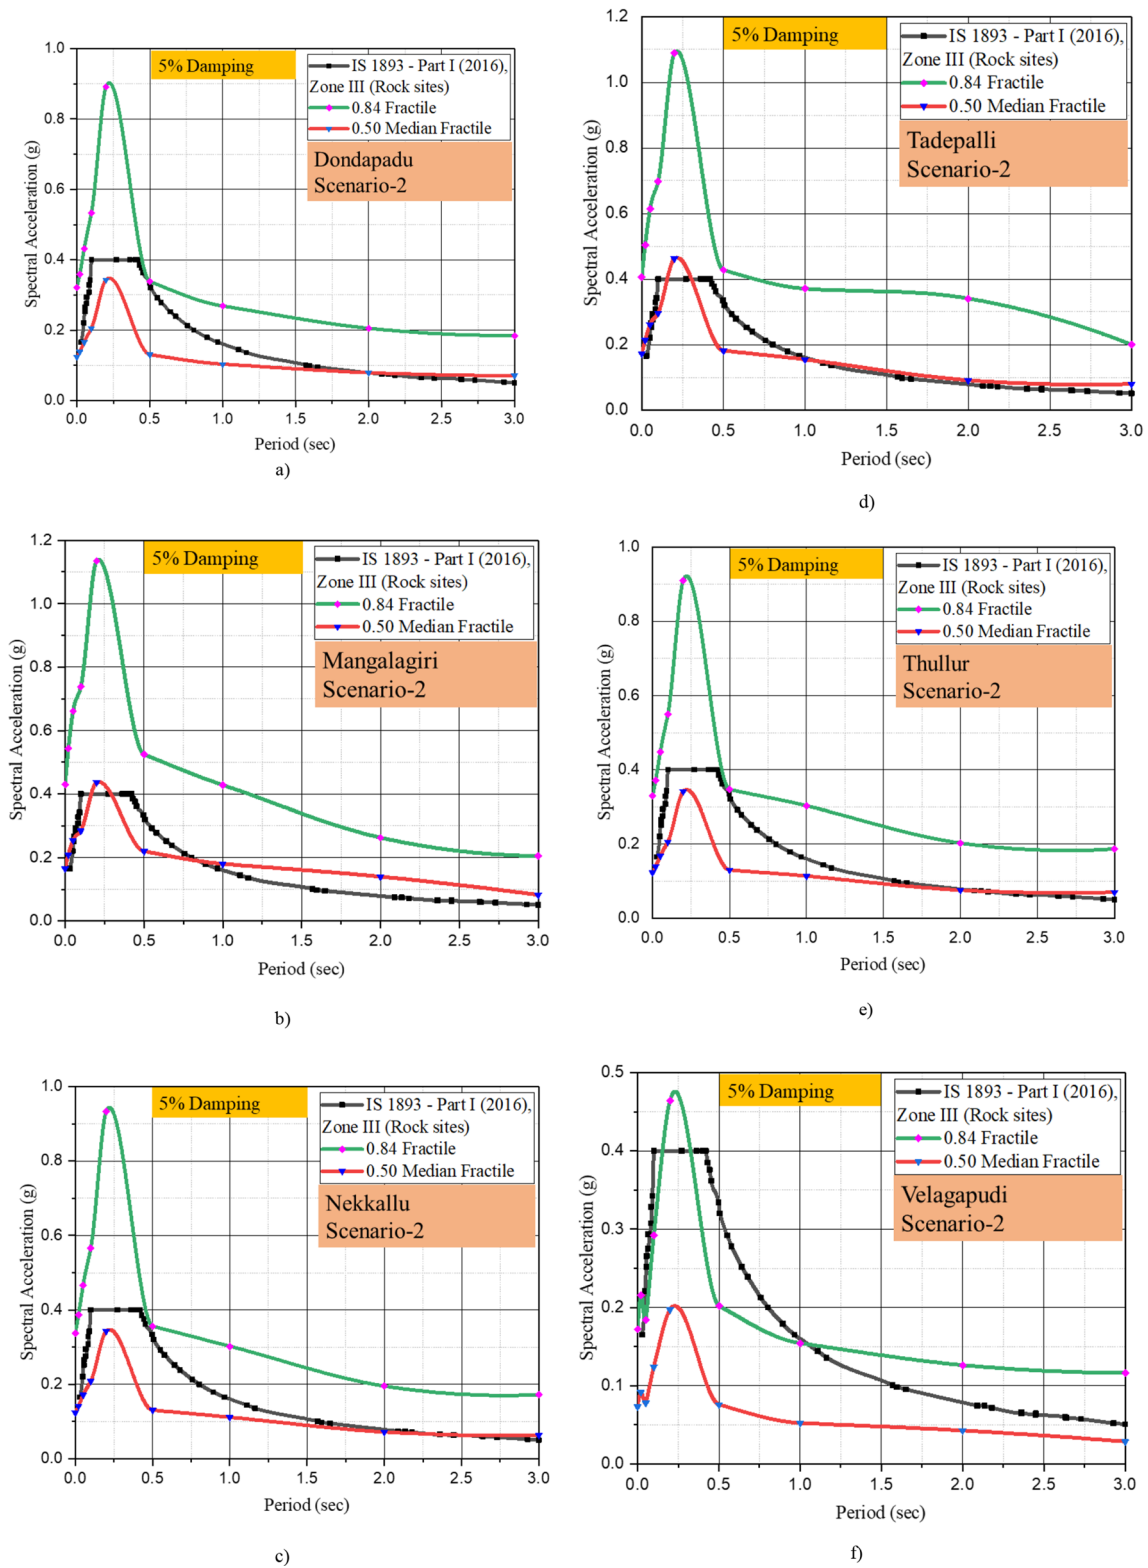 1.0
0.8
0.6
0.4
0.2
0.0
Spectral Acceleration (g)
5% Damping
IS 1893 - Part I (2016),
Zone III (Rock sites)
0.84 Fractile
0.50 Median Fractile
Dondapadu
Scenario-2
0.0 0.5 1.0 2.0 3.0
Period (sec)
a)
1.2
1.0
0.8
0.6
0.4
0.2
0.0
Spectral Acceleration (g)
5% Damping
IS 1893 - Part I (2016),
Zone III (Rock sites)
0.84 Fractile
0.50 Median Fractile
Tadepalli
Scenario-2
0.0 0.5 1.0 1.5 2.0 2.5 3.0
Period (sec)
d)
1.2
1.0
0.8
0.6
0.4
0.2
0.0
Spectral Acceleration (g)
5% Damping
IS 1893 - Part I (2016),
Zone III (Rock sites)
0.84 Fractile
0.50 Median Fractile
Mangalagiri
Scenario-2
0.0 0.5 1.0 1.5 2.0 2.5 3.0
Period (sec)
b)
1.0
0.8
0.6
0.4
0.2
0.0
Spectral Acceleration (g)
5% Damping
IS 1893 - Part I (2016),
Zone III (Rock sites)
0.84 Fractile
0.50 Median Fractile
Thullur
Scenario-2
0.0 0.5 1.0 1.5 2.0 2.5 3.0
Period (sec)
e)
1.0
0.8
0.6
0.4
0.2
0.0
Spectral Acceleration (g)
5% Damping
IS 1893 - Part I (2016),
Zone III (Rock sites)
0.84 Fractile
0.50 Median Fractile
Nekkallu
Scenario-2
0.0 0.5 1.0 1.5 2.0 2.5 3.0
Period (sec)
c)
0.5
0.4
0.3
0.2
0.1
0.0
Spectral Acceleration (g)
5% Damping
IS 1893 - Part I (2016),
Zone III (Rock sites)
0.84 Fractile
0.50 Median Fractile
Velagapudi
Scenario-2
0.0 0.5 1.0 1.5 2.0 2.5 3.0
Period (sec)
f)